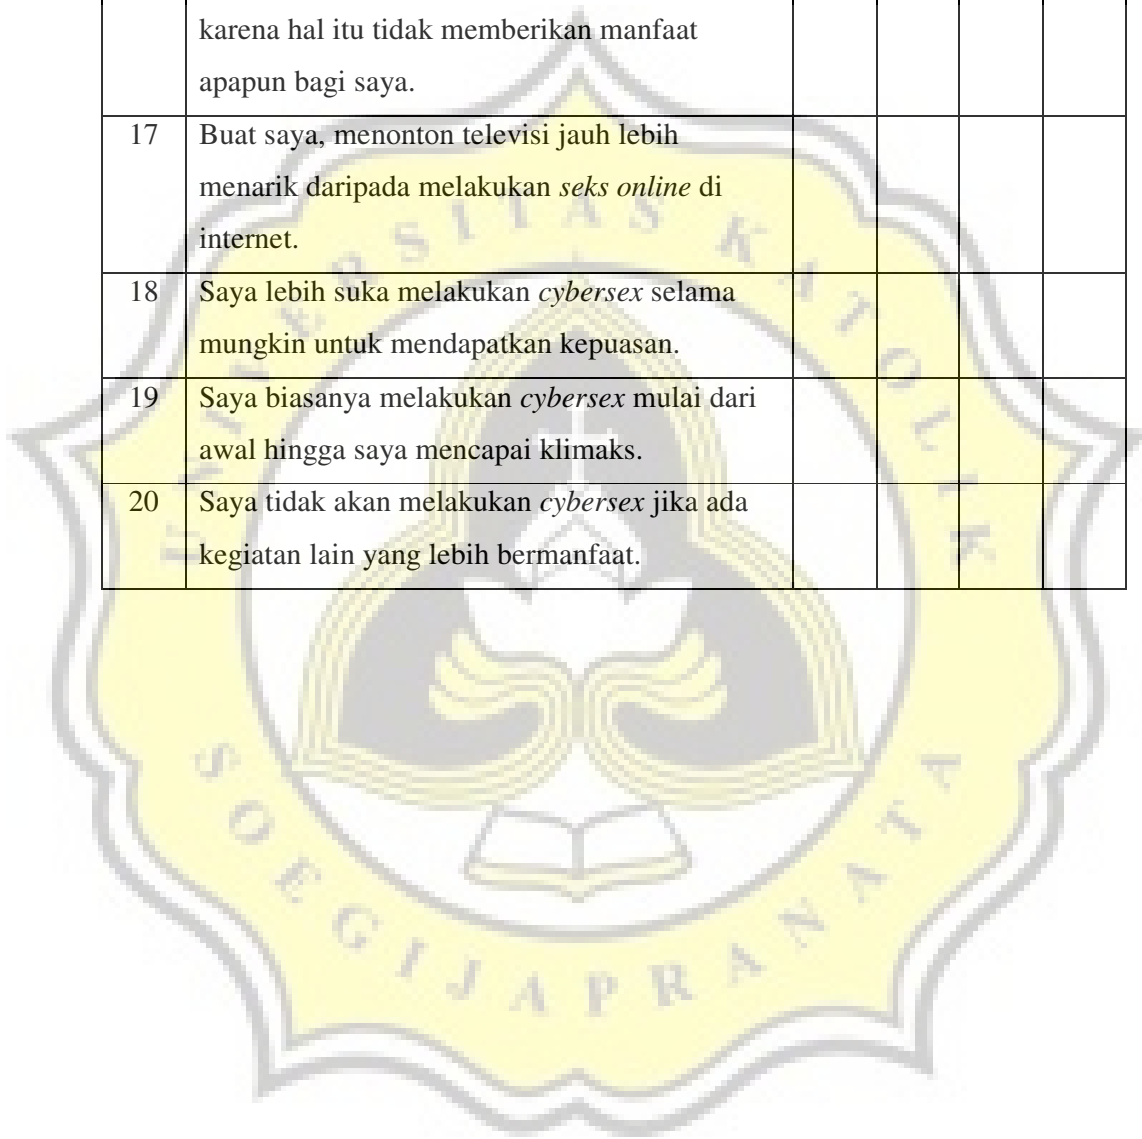 karena hal itu tidak memberikan manfaat
apapun bagi saya.
17 Buat saya, menonton televisi jauh lebih
menarik daripada melakukan seks online di
internet.
18 Saya lebih suka melakukan cybersex selama
mungkin untuk mendapatkan kepuasan.
19 Saya biasanya melakukan cybersex mulai dari
awal hingga saya mencapai klimaks.
20 Saya tidak akan melakukan cybersex jika ada
kegiatan lain yang lebih bermanfaat.
UNIVERSITAS KATOLIK
SOEGIJAPRANATA